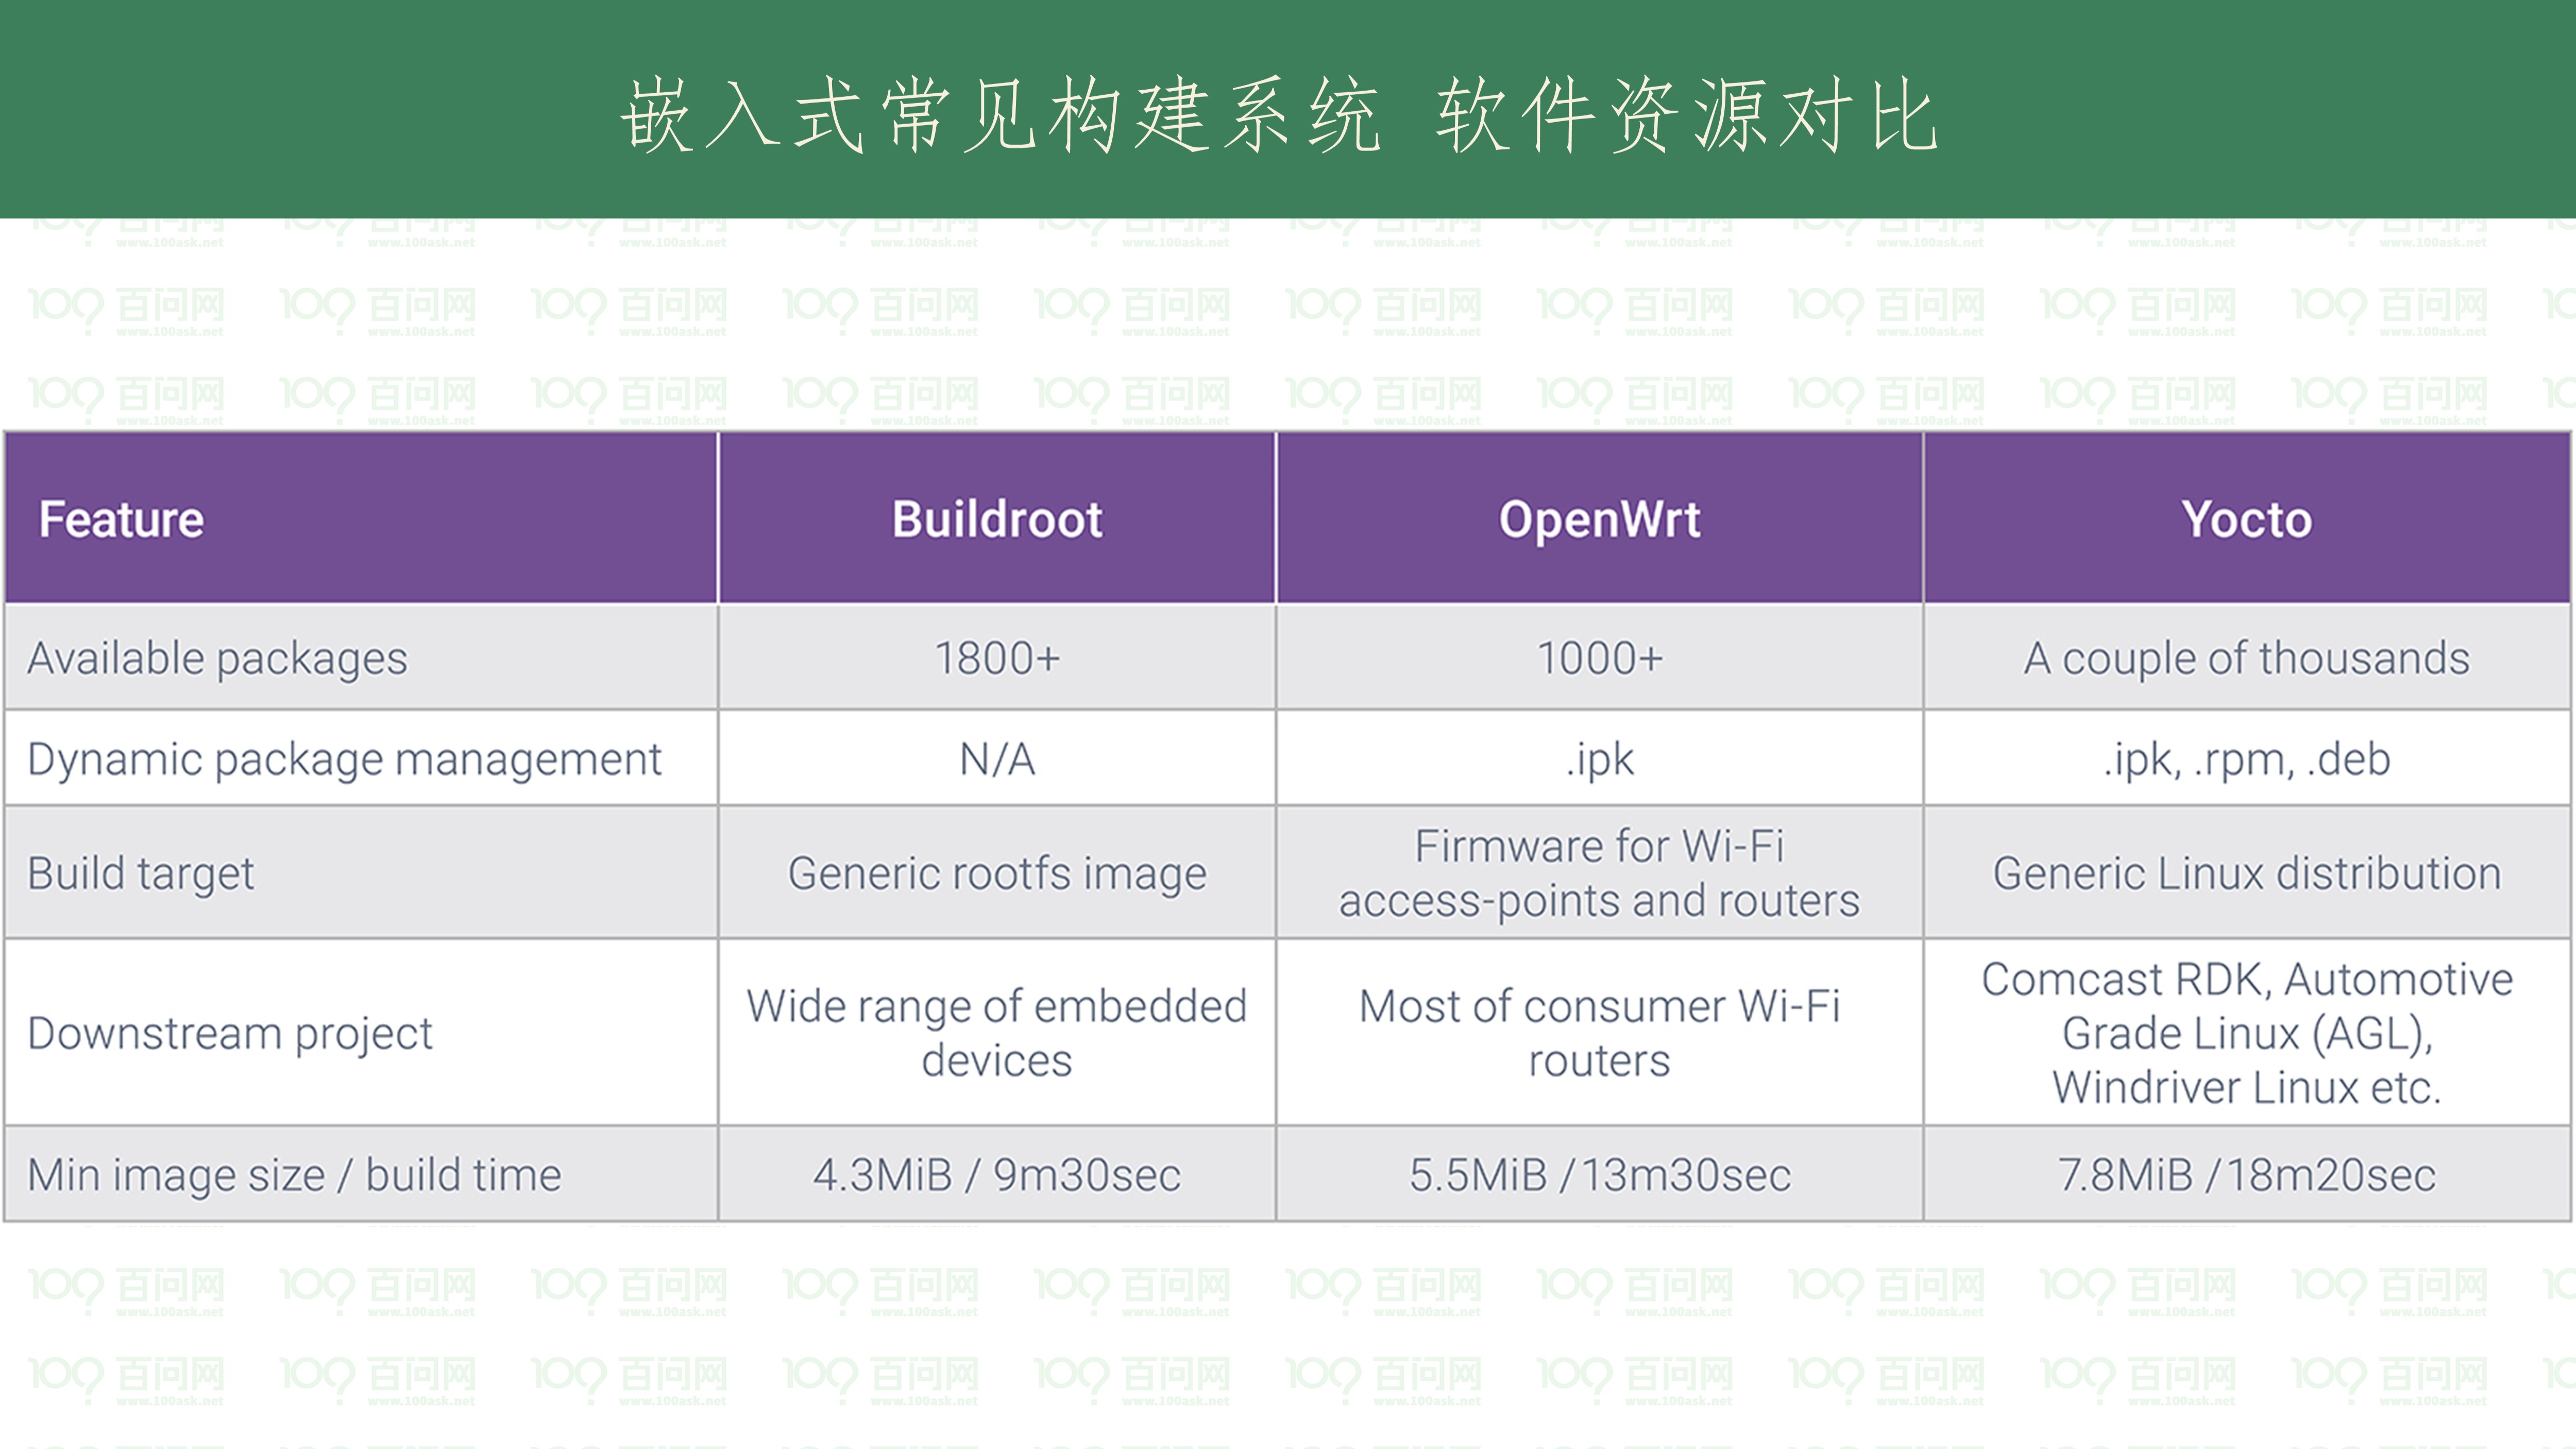 嵌入式常见构建系统 软件资源对比
百问网
www.100ask.net
Feature Buildroot OpenWrt Yocto
Available packages 1800+ 1000+ A couple of thousands
Dynamic package management N/A .ipk .ipk, .rpm, .deb
Build target Generic rootfs image Firmware for Wi-Fi
access-points and routers Generic Linux distribution
Downstream project Wide range of embedded
devices Most of consumer Wi-Fi
routers Comcast RDK, Automotive
Grade Linux (AGL),
Windriver Linux etc.
Min image size / build time 4.3MiB / 9m30sec 5.5MiB /13m30sec 7.8MiB /18m20sec